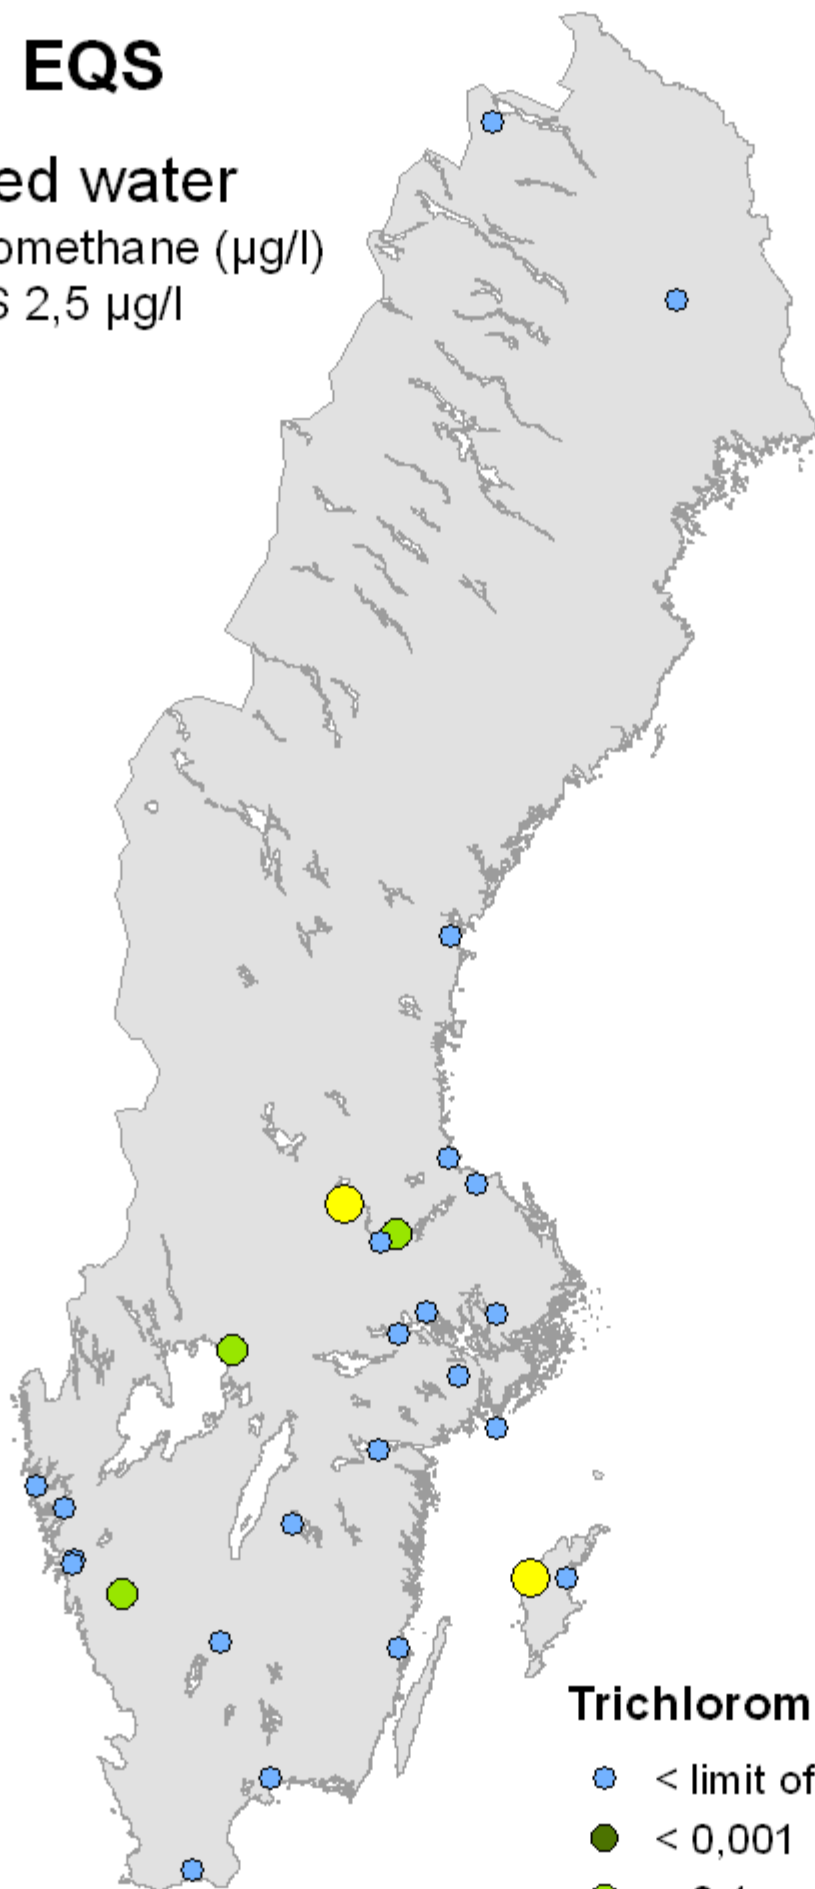 EQS
ed water
omethane (µg/l)
S 2,5 µg/l
Trichlorom
< limit of
< 0,001